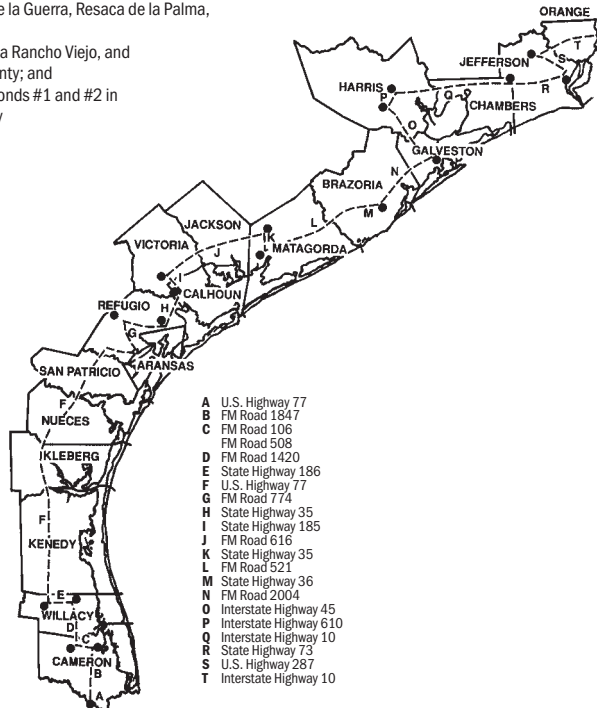 e la Guerra, Resaca de la Palma,
a Rancho Viejo, and
nty; and
onds #1 and #2 in
y
ORANGE
T
JEFFERSON
S
HARRIS
P
Q
R
CHAMBERS
O
GALVESTON
N
BRAZORIA
M
JACKSON
L
K
VICTORIA
J
MATAGORDA
I
CALHOUN
REFUGIO
H
G
ARANSAS
SAN PATRICIO
F
NUECES
KLEBERG
F
KENEDY
E
WILLACY
D
C
CAMERON
B
A
A U.S. Highway 77
B FM Road 1847
C FM Road 106
FM Road 508
D FM Road 1420
E State Highway 186
F U.S. Highway 77
G FM Road 774
H State Highway 35
I State Highway 185
J FM Road 616
K State Highway 35
L FM Road 521
M State Highway 36
N FM Road 2004
O Interstate Highway 45
P Interstate Highway 610
Q Interstate Highway 10
R State Highway 73
S U.S. Highway 287
T Interstate Highway 10